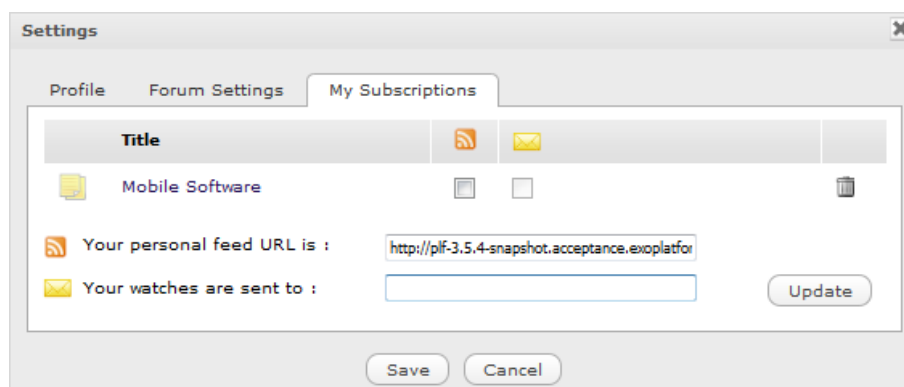 Settings
Profile Forum Settings My Subscriptions
Title
Mobile Software
Your personal feed URL is : http://plf-3.5.4-snapshot.acceptance.exoplatfor
Your watches are sent to : Update
Save Cancel